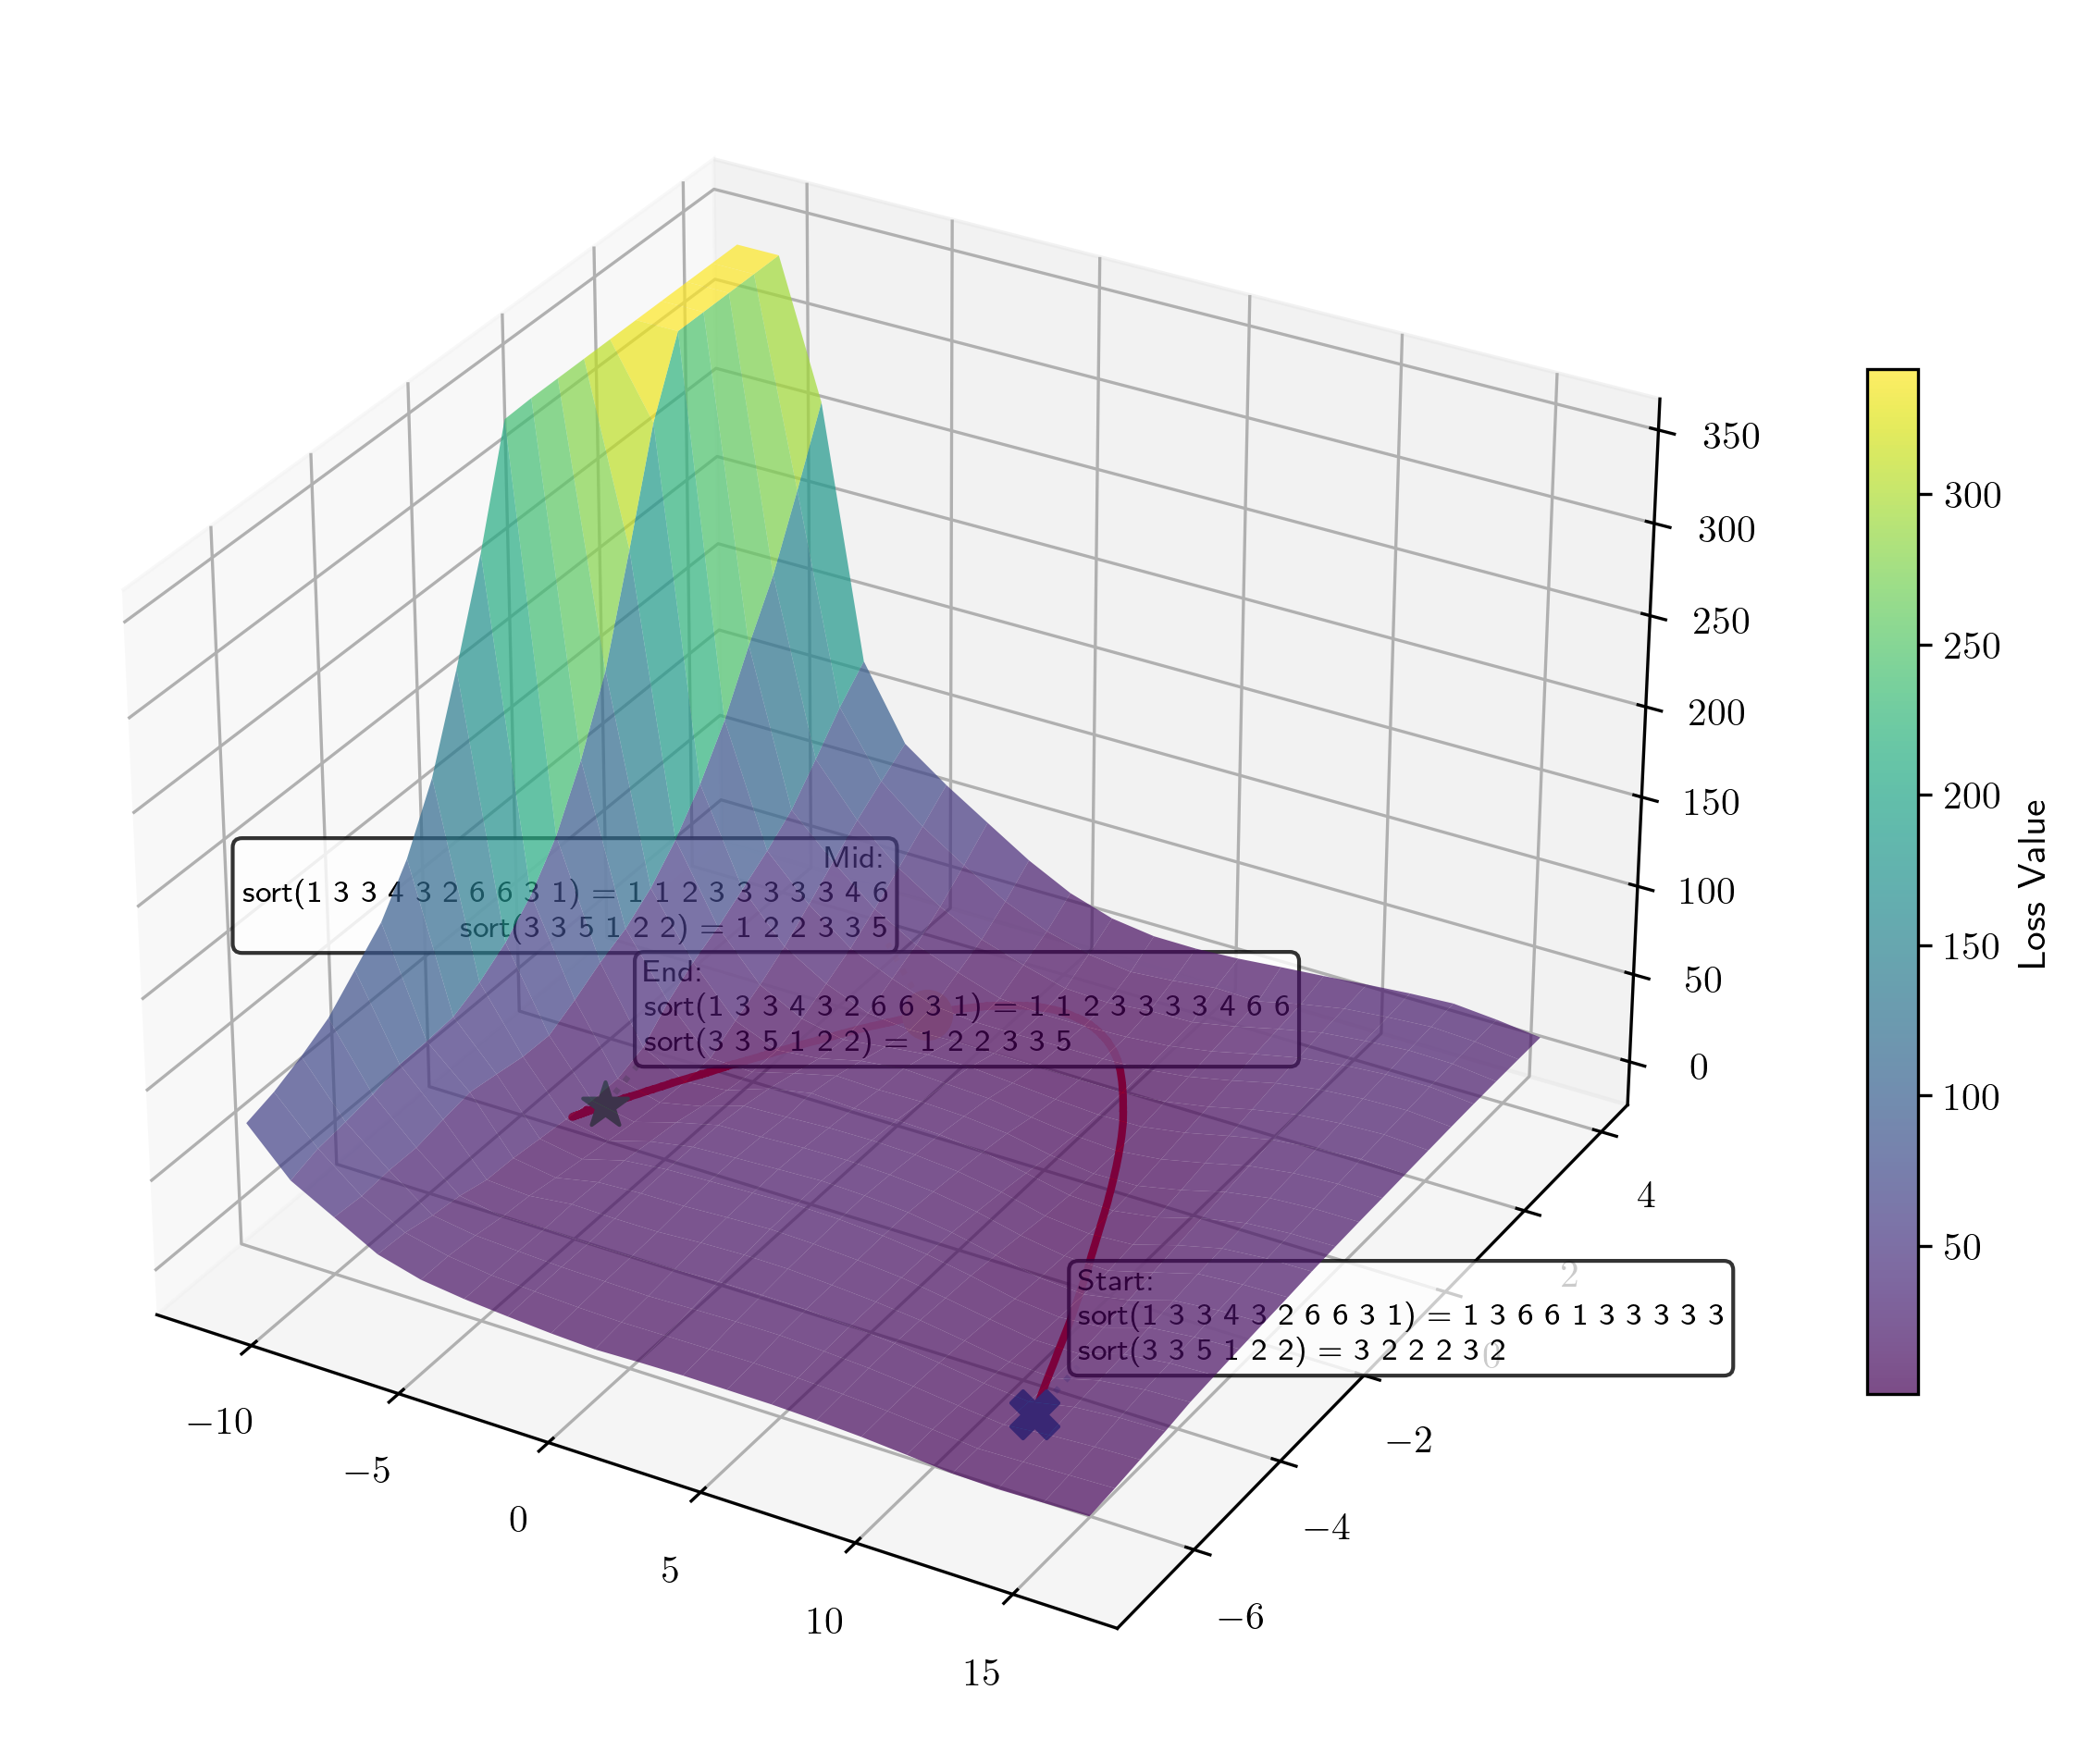 350
300
250
200
150
100
50
0
Mid:
sort(1 3 3 4 3 2 6 6 3 1) = 1 1 2 3 3 3 3 3 4 6
sort(3 3 5 1 2 2) = 1 2 2 3 3 5
End:
sort(1 3 3 4 3 2 6 6 3 1) = 1 1 2 3 3 3 3 4 6 6
sort(3 3 5 1 2 2) = 1 2 2 3 3 5
Start:
sort(1 3 3 4 3 2 6 6 3 1) = 1 3 6 6 1 3 3 3 3 3
sort(3 3 5 1 2 2) = 3 2 2 2 3 2
4
2
0
−2
−4
−6
−10
−5
0
5
10
15
300
250
200
150
100
50
Loss Value